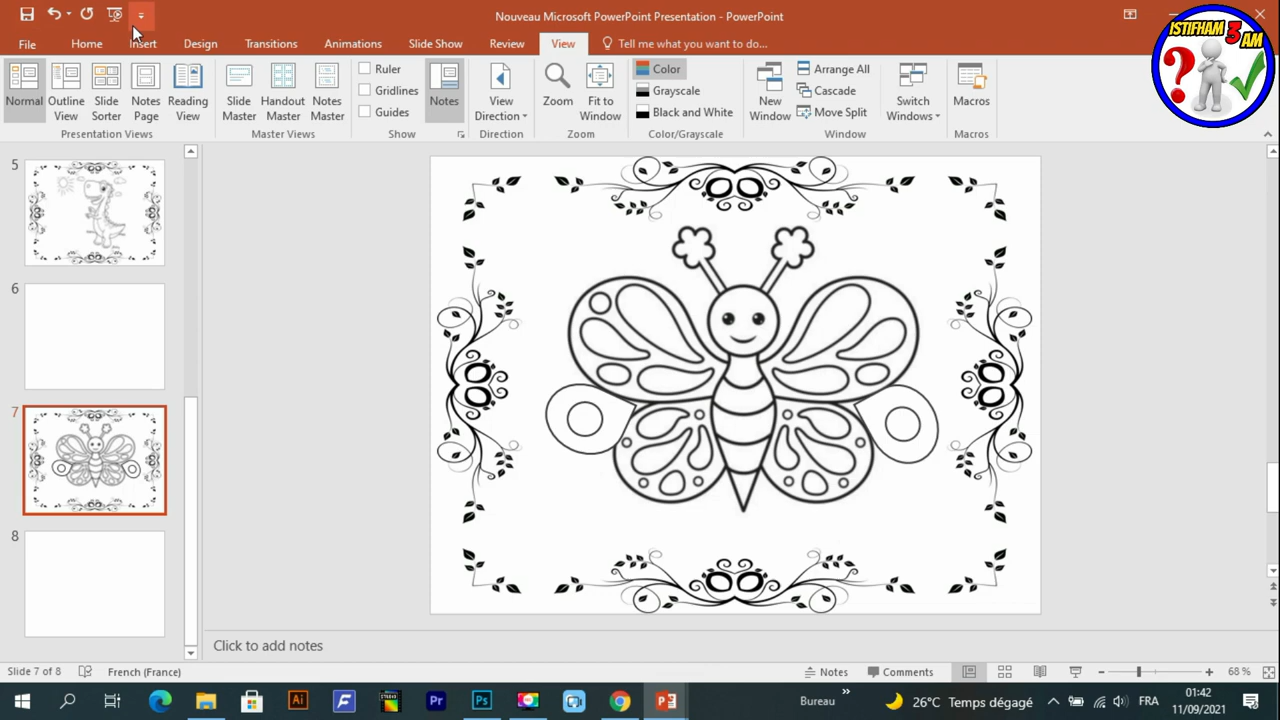 Nouveau Microsoft PowerPoint Presentation - PowerPoint
File Home Insert Design Transitions Animations Slide Show Review View Tell me what you want to do...
ISTIFHAM 3 AM
Normal Outline View Slide Sorter Notes Page Reading View
Presentation Views
Slide Master Handout Master Notes Master
Master Views
Ruler
Gridlines
Guides
Show
Notes
View Direction
Direction
Zoom Fit to Window
Zoom
Color
Grayscale
Black and White
Color/Grayscale
New Window
Arrange All
Cascade
Move Split
Switch Windows
Window
Macros
Macros
5
6
7
8
Click to add notes
Slide 7 of 8 French (France) Notes Comments 68 %
Ai Pr Ps Bureau » 26°C Temps dégagé FRA 01:42
11/09/2021